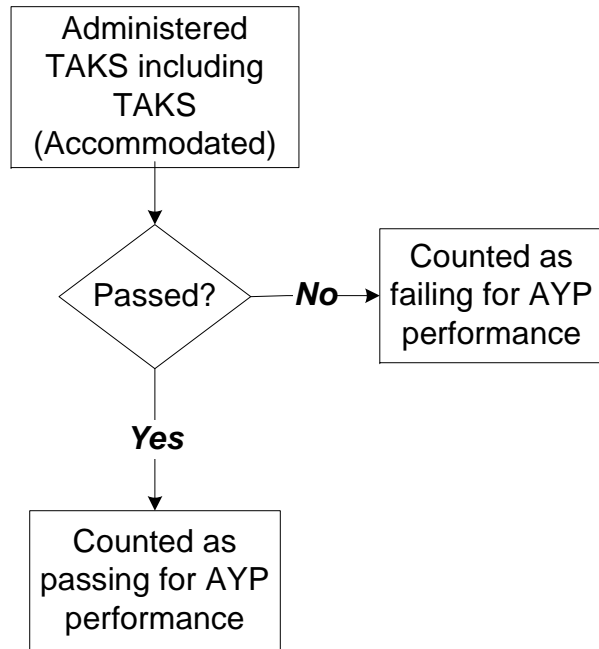 Administered
TAKS including
TAKS
(Accommodated)
Passed?
No
Counted as
failing for AYP
performance
Yes
Counted as
passing for AYP
performance